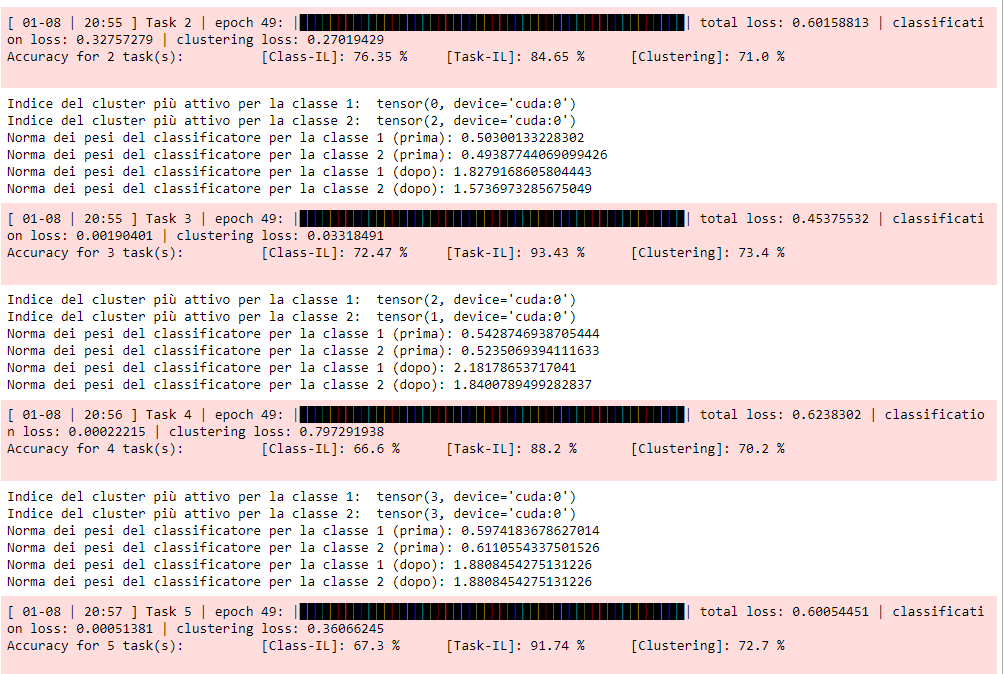 [ 01-08 | 20:55 ] Task 2 | epoch 49: || total loss: 0.60158813 | classificati
on loss: 0.32757279 | clustering loss: 0.27019429
Accuracy for 2 task(s): [Class-IL]: 76.35 % [Task-IL]: 84.65 % [Clustering]: 71.0 %
Indice del cluster più attivo per la classe 1: tensor(0, device='cuda:0')
Indice del cluster più attivo per la classe 2: tensor(2, device='cuda:0')
Norma dei pesi del classificatore per la classe 1 (prima): 0.50300133228302
Norma dei pesi del classificatore per la classe 2 (prima): 0.49387744069099426
Norma dei pesi del classificatore per la classe 1 (dopo): 1.8279168605804443
Norma dei pesi del classificatore per la classe 2 (dopo): 1.5736973285675049
[ 01-08 | 20:55 ] Task 3 | epoch 49: || total loss: 0.45375532 | classificati
on loss: 0.00190401 | clustering loss: 0.03318491
Accuracy for 3 task(s): [Class-IL]: 72.47 % [Task-IL]: 93.43 % [Clustering]: 73.4 %
Indice del cluster più attivo per la classe 1: tensor(2, device='cuda:0')
Indice del cluster più attivo per la classe 2: tensor(1, device='cuda:0')
Norma dei pesi del classificatore per la classe 1 (prima): 0.5428746938705444
Norma dei pesi del classificatore per la classe 2 (prima): 0.5235069394111633
Norma dei pesi del classificatore per la classe 1 (dopo): 2.18178653717041
Norma dei pesi del classificatore per la classe 2 (dopo): 1.8400789499282837
[ 01-08 | 20:56 ] Task 4 | epoch 49: || total loss: 0.6238302 | classificatio
n loss: 0.00022215 | clustering loss: 0.797291938
Accuracy for 4 task(s): [Class-IL]: 66.6 % [Task-IL]: 88.2 % [Clustering]: 70.2 %
Indice del cluster più attivo per la classe 1: tensor(3, device='cuda:0')
Indice del cluster più attivo per la classe 2: tensor(3, device='cuda:0')
Norma dei pesi del classificatore per la classe 1 (prima): 0.5974183678627014
Norma dei pesi del classificatore per la classe 2 (prima): 0.6110554337501526
Norma dei pesi del classificatore per la classe 1 (dopo): 1.8808454275131226
Norma dei pesi del classificatore per la classe 2 (dopo): 1.8808454275131226
[ 01-08 | 20:57 ] Task 5 | epoch 49: || total loss: 0.60054451 | classificati
on loss: 0.00051381 | clustering loss: 0.36066245
Accuracy for 5 task(s): [Class-IL]: 67.3 % [Task-IL]: 91.74 % [Clustering]: 72.7 %